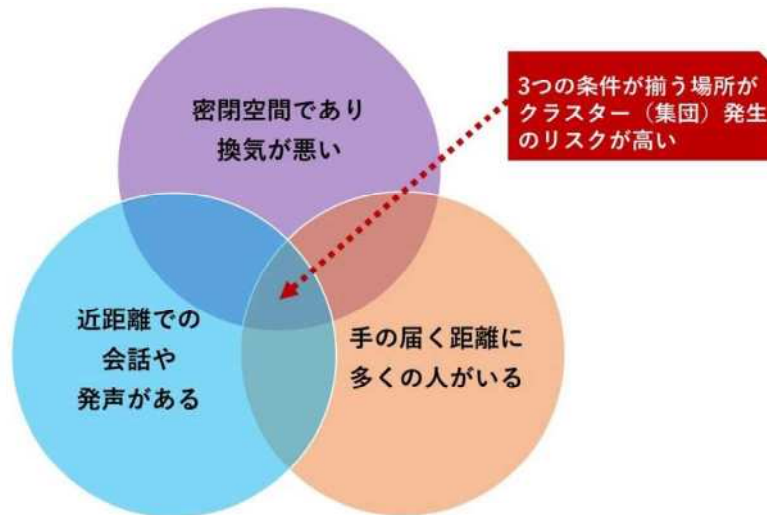 密閉空間であり
換気が悪い
3つの条件が揃う場所が
クラスター（集団）発生
のリスクが高い
近距離での
会話や
発声がある
手の届く距離に
多くの人がいる